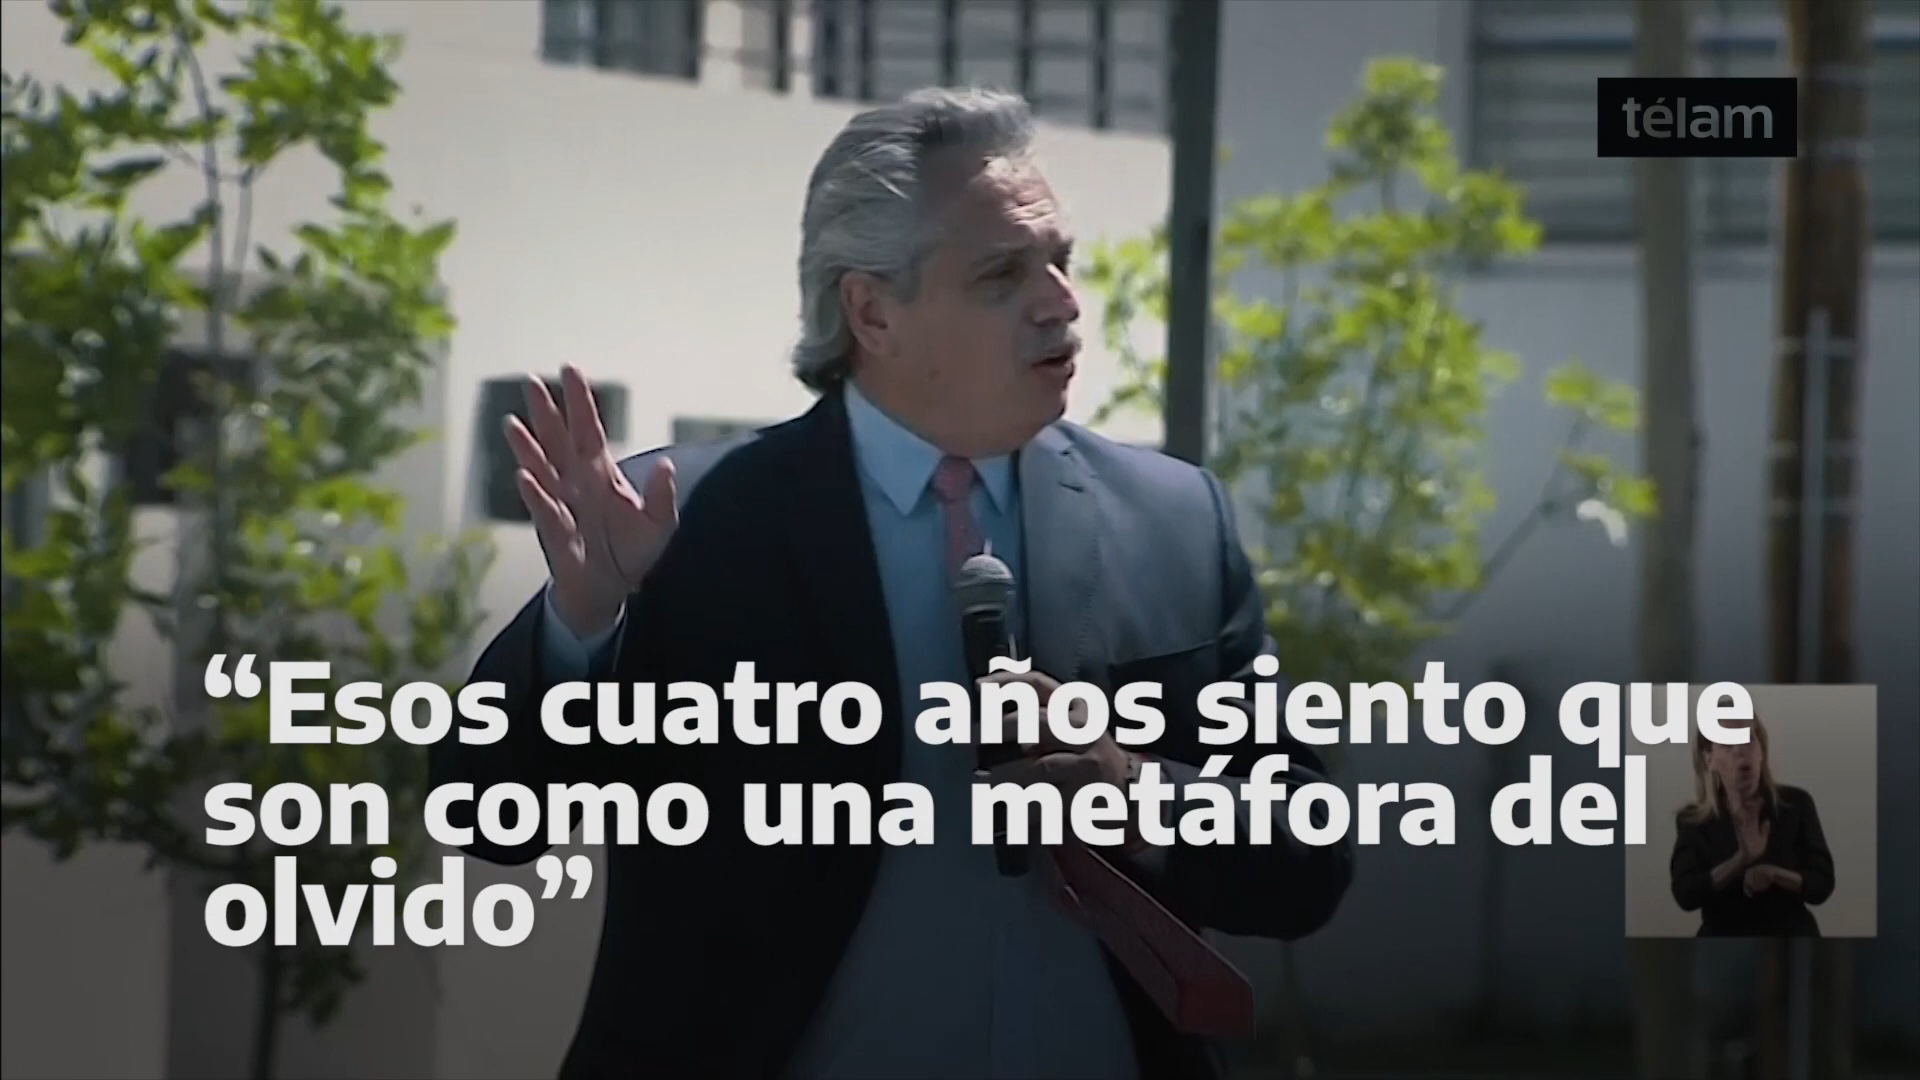 télam
“Esos cuatro años siento que
son como una metáfora del
olvido”